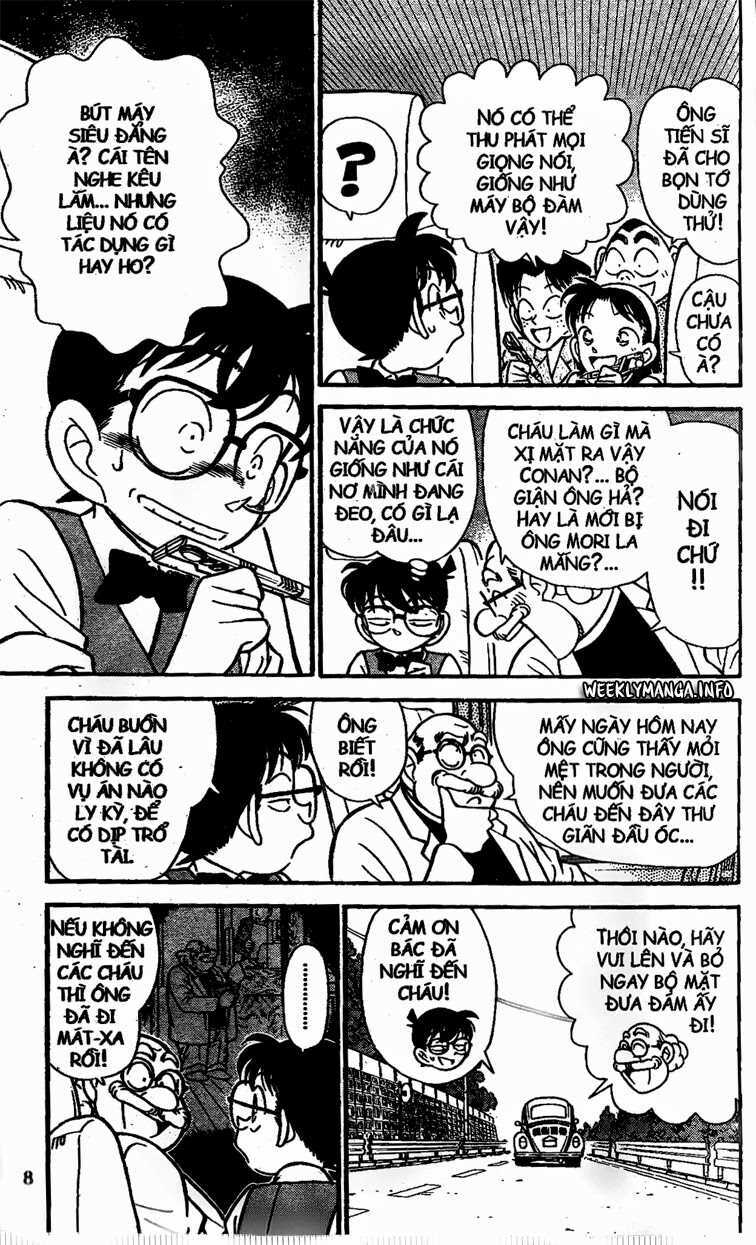 ÔNG
TIẾN SĨ
ĐÃ CHO
BỌN TỚ
DÙNG
THỬ!
CẬU
CHƯA
CÓ
À?
NÓ CÓ THỂ
THU PHÁT MỌI
GIỌNG NÓI,
GIỐNG NHƯ
MÁY BỘ ĐÀM
VẬY!
?
NÓI
ĐI
CHỨ
!!
CHÁU LÀM GÌ MÀ
XỊ MẶT RA VẬY
CONAN?... BỘ
GIẬN ÔNG HẢ?
HAY LÀ MỚI BỊ
ÔNG MORI LA
MẮNG?...
VẬY LÀ CHỨC
NĂNG CỦA NÓ
GIỐNG NHƯ CÁI
NƠ MÌNH ĐANG
ĐEO, CÓ GÌ LẠ
ĐÂU...
BÚT MÁY
SIÊU ĐẲNG
À? CÁI TÊN
NGHE KÊU
LẮM... NHƯNG
LIỆU NÓ CÓ
TÁC DỤNG GÌ
HAY HO?
WEEKLYMANGA.INFO
MẤY NGÀY HÔM NAY
ÔNG CŨNG THẤY MỎI
MỆT TRONG NGƯỜI,
NÊN MUỐN ĐƯA CÁC
CHÁU ĐẾN ĐÂY THƯ
GIÃN ĐẦU ÓC...
ÔNG
BIẾT
RỒI!
CHÁU BUỒN
VÌ ĐÃ LÂU
KHÔNG CÓ
VỤ ÁN NÀO
LY KỲ, ĐỂ
CÓ DỊP TRỔ
TÀI.
THÔI NÀO, HÃY
VUI LÊN VÀ BỎ
NGAY BỘ MẶT
ĐƯA ĐÁM ẤY
ĐI!
CẢM ƠN
BÁC ĐÃ
NGHĨ ĐẾN
CHÁU!
..........
NẾU KHÔNG
NGHĨ ĐẾN
CÁC CHÁU
THÌ ÔNG
ĐÃ ĐI
MÁT-XA
RỒI!
8